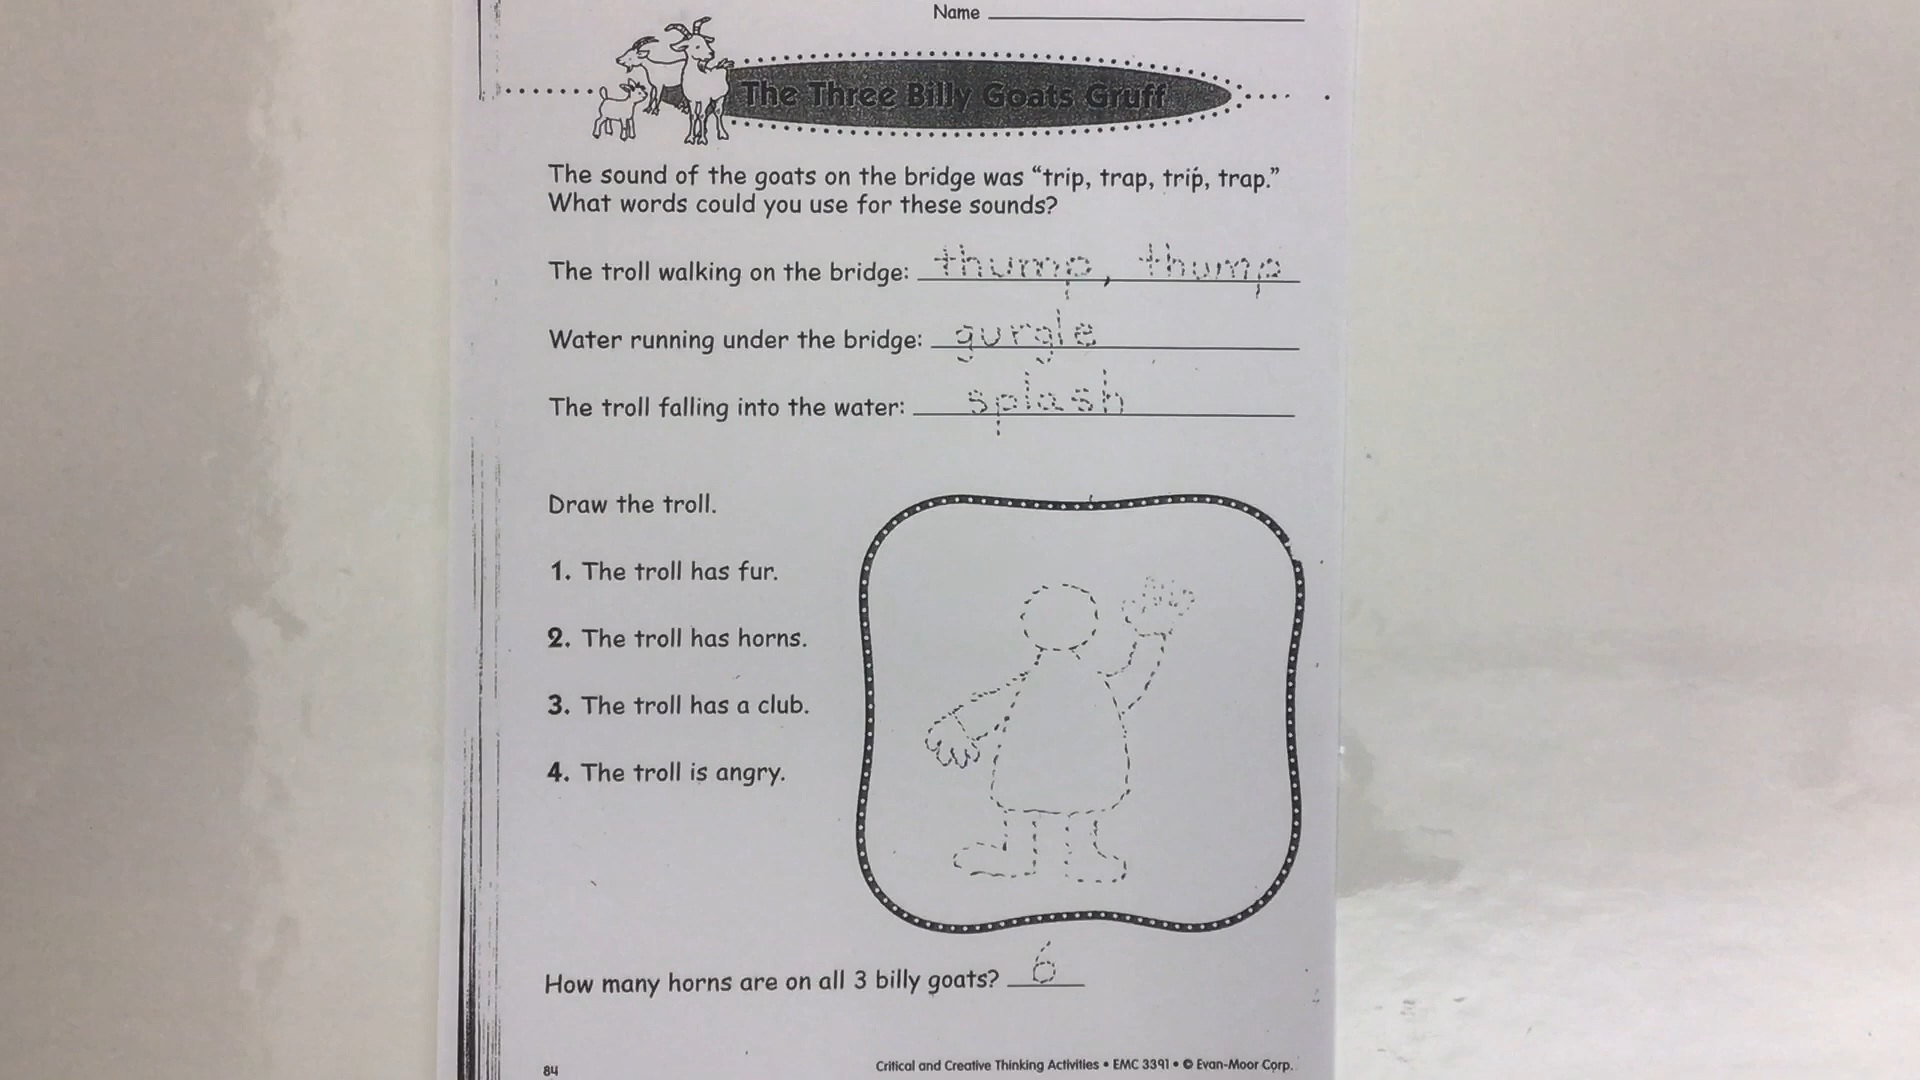 Name
The Three Billy Goats Gruff
The sound of the goats on the bridge was “trip, trap, trip, trap.”
What words could you use for these sounds?
The troll walking on the bridge: thump, thump
Water running under the bridge: gurgle
The troll falling into the water: splash
Draw the troll.
1. The troll has fur.
2. The troll has horns.
3. The troll has a club.
4. The troll is angry.
How many horns are on all 3 billy goats? 6
84
Critical and Creative Thinking Activities • EMC 3391 • © Evan-Moor Corp.